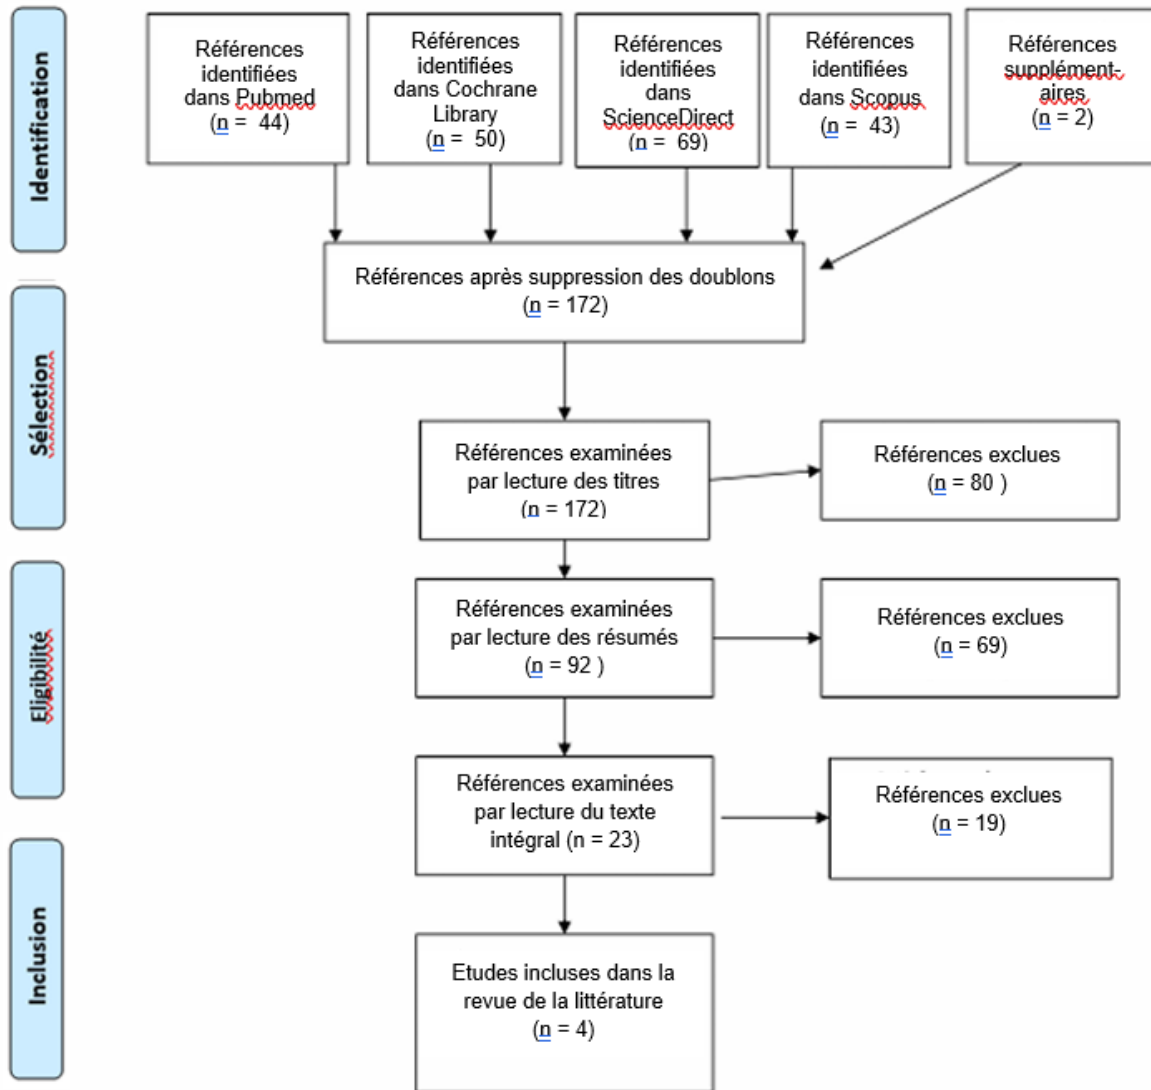 Identification
Références
identifiées
dans Pubmed
(n = 44)
Références
identifiées
dans Cochrane
Library
(n = 50)
Références
identifiées
dans
ScienceDirect
(n = 69)
Références
identifiées
dans Scopus
(n = 43)
Références
supplément-
aires
(n = 2)
Références après suppression des doublons
(n = 172)
Sélection
Références examinées
par lecture des titres
(n = 172)
Références exclues
(n = 80 )
Eligibilité
Références examinées
par lecture des résumés
(n = 92 )
Références exclues
(n = 69)
Références examinées
par lecture du texte
intégral (n = 23)
Références exclues
(n = 19)
Inclusion
Etudes incluses dans la
revue de la littérature
(n = 4)